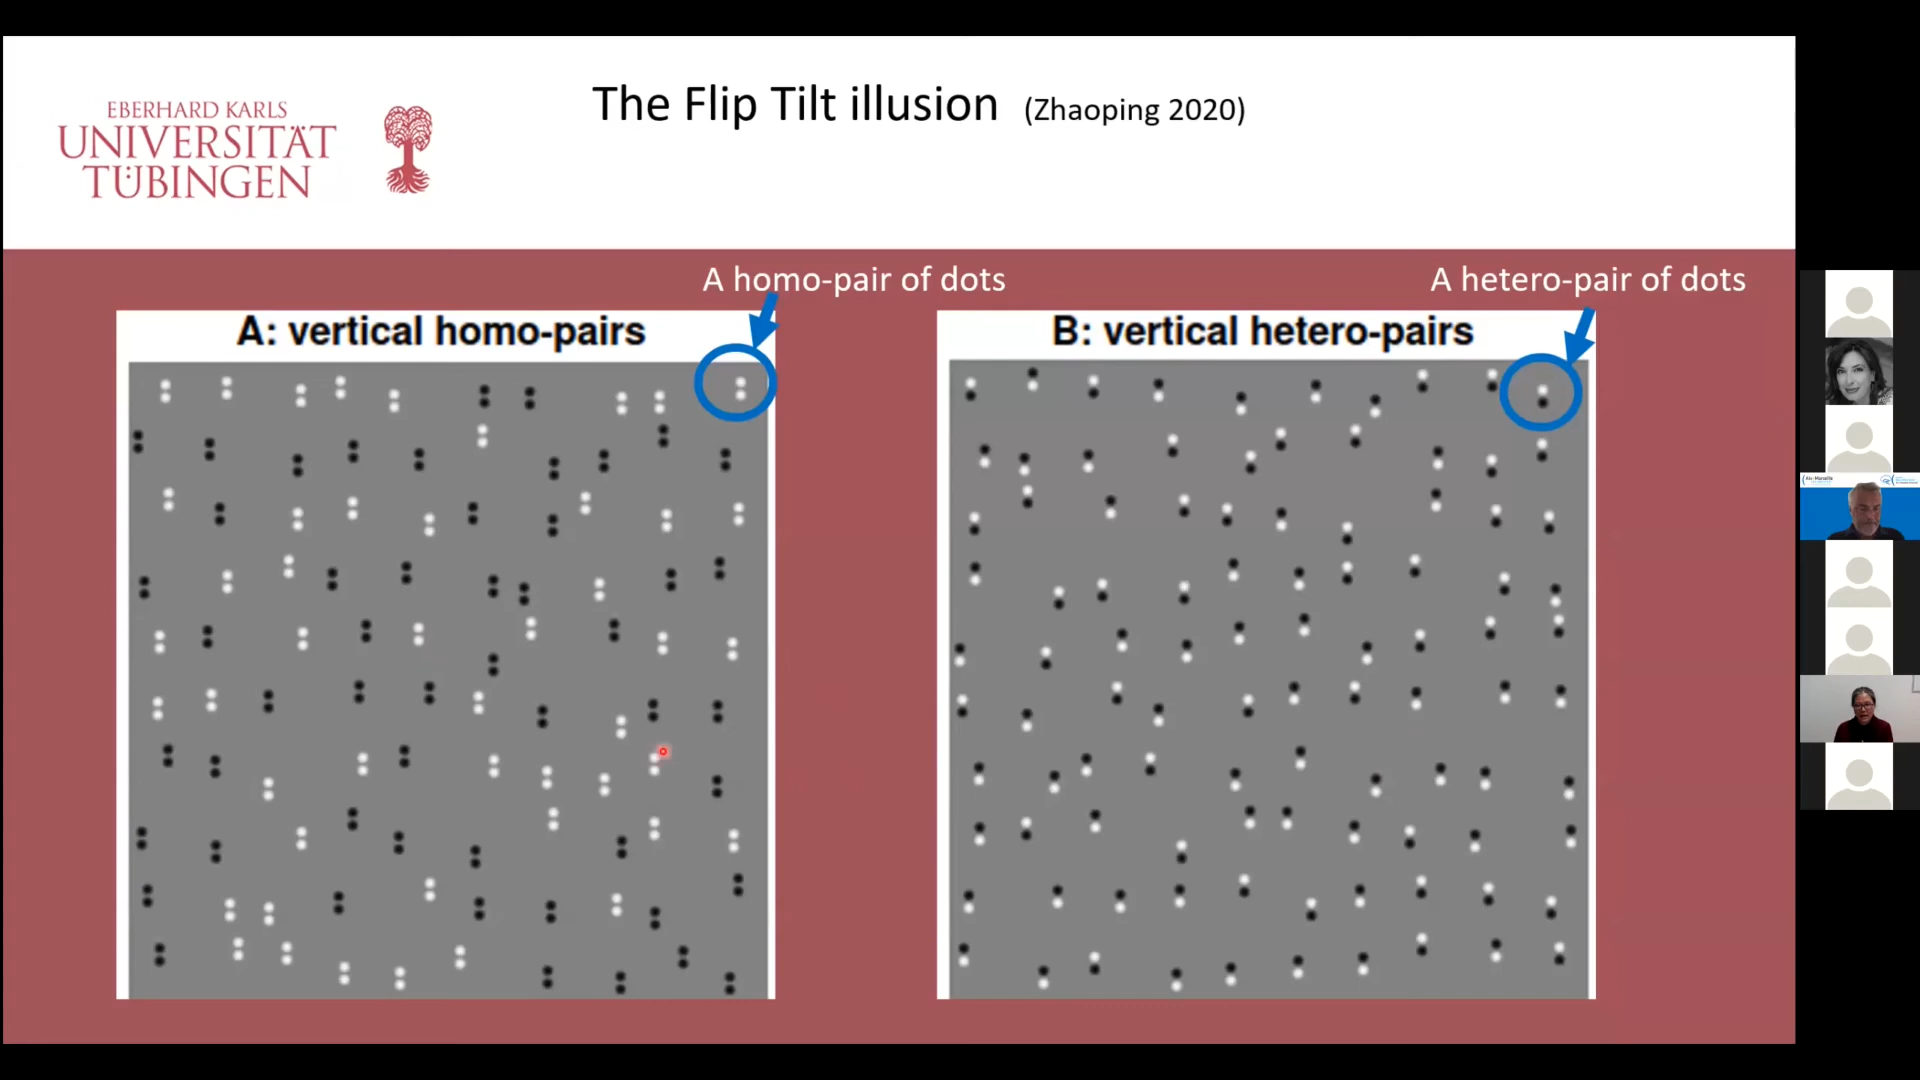 The Flip Tilt illusion (Zhaoping 2020)
EBERHARD KARLS
UNIVERSITÄT
TÜBINGEN
A homo-pair of dots
A hetero-pair of dots
A: vertical homo-pairs
B: vertical hetero-pairs